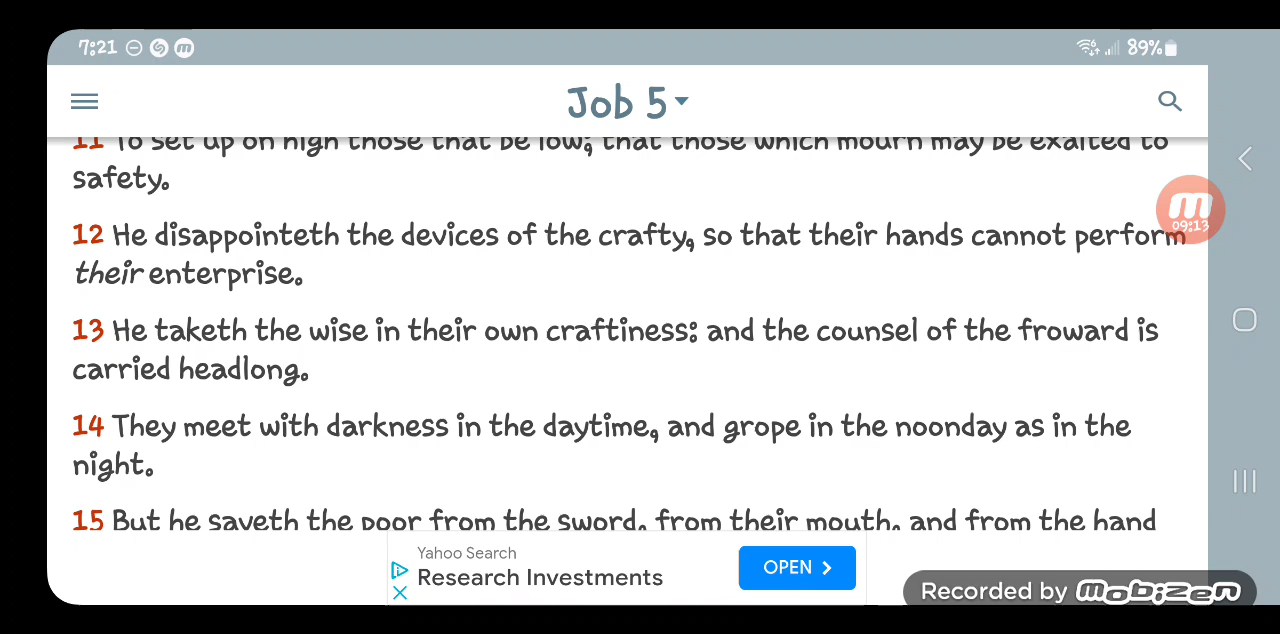 7:21 m 89%
Job 5
11 To set up on high those that be low; that those which mourn may be exalted to
safety.
m
09:13
12 He disappointeth the devices of the crafty, so that their hands cannot perform
their enterprise.
13 He taketh the wise in their own craftiness: and the counsel of the froward is
carried headlong.
14 They meet with darkness in the daytime, and grope in the noonday as in the
night.
15 But he saveth the poor from the sword, from their mouth, and from the hand
Yahoo Search
Research Investments
OPEN
Recorded by mobizen